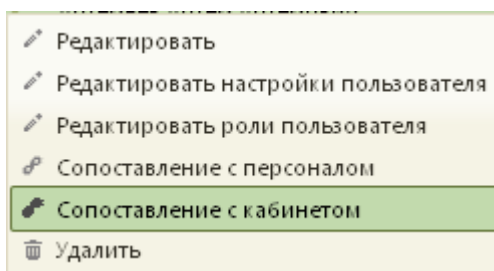 Редактировать
Редактировать настройки пользователя
Редактировать роли пользователя
Сопоставление с персоналом
Сопоставление с кабинетом
Удалить